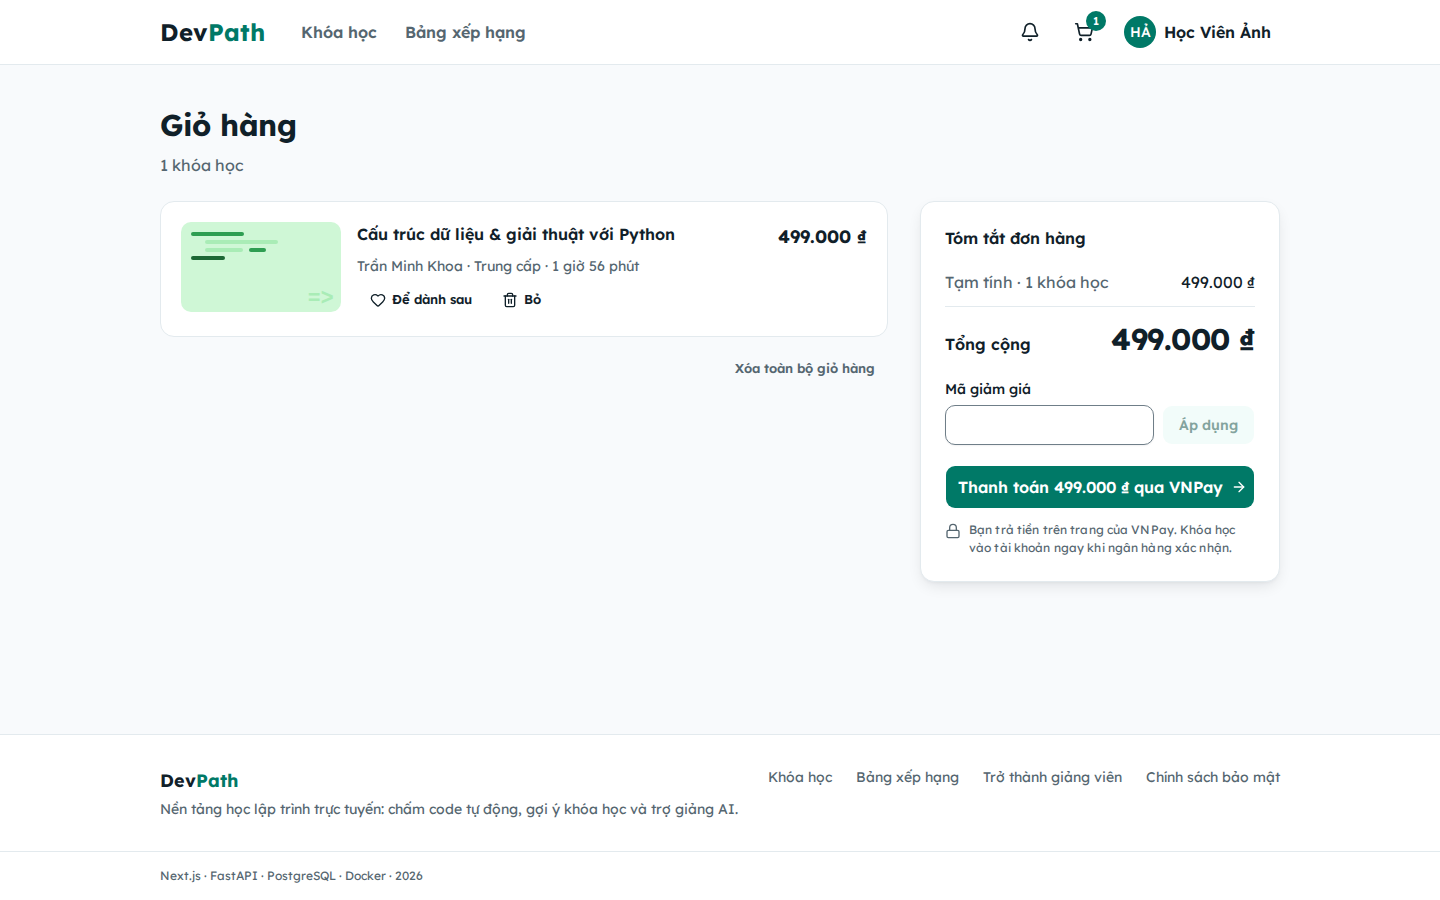 DevPath
Khóa học
Bảng xếp hạng
1
HẢ
Học Viên Ảnh
Giỏ hàng
1 khóa học
=>
Cấu trúc dữ liệu & giải thuật với Python
499.000 ₫
Trần Minh Khoa · Trung cấp · 1 giờ 56 phút
Để dành sau
Bỏ
Xóa toàn bộ giỏ hàng
Tóm tắt đơn hàng
Tạm tính · 1 khóa học
499.000 ₫
Tổng cộng
499.000 ₫
Mã giảm giá
Áp dụng
Thanh toán 499.000 ₫ qua VNPay
Bạn trả tiền trên trang của VNPay. Khóa học
vào tài khoản ngay khi ngân hàng xác nhận.
DevPath
Nền tảng học lập trình trực tuyến: chấm code tự động, gợi ý khóa học và trợ giảng AI.
Khóa học
Bảng xếp hạng
Trở thành giảng viên
Chính sách bảo mật
Next.js · FastAPI · PostgreSQL · Docker · 2026